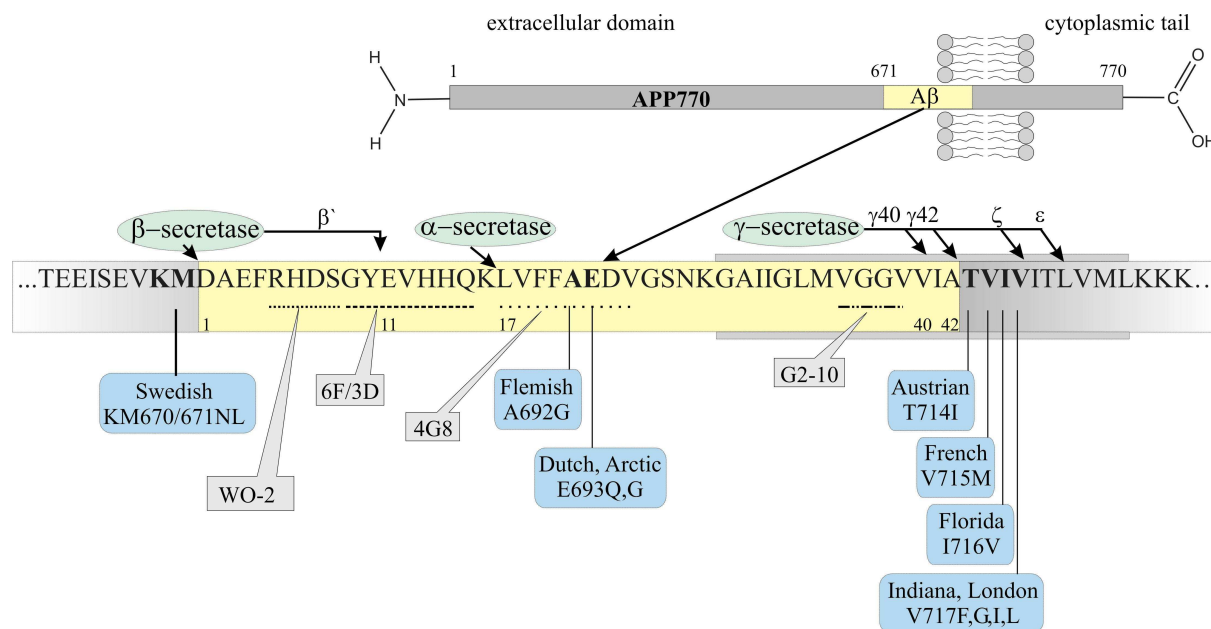 extracellular domain
cytoplasmic tail
H
N
H
1
671
770
APP770
Aβ
O
C
OH
β−secretase
β`
α−secretase
γ−secretase
γ40
γ42
ζ
ε
...TEEISEVKMDAEFRHDSGYEVHHQKLVFFAEDVGSNKGAIIGLMVGGVVIATVIVITLVMLKKK...
1
11
17
40
42
Swedish
KM670/671NL
WO-2
6F/3D
4G8
Flemish
A692G
Dutch, Arctic
E693Q,G
G2-10
Austrian
T714I
French
V715M
Florida
I716V
Indiana, London
V717F,G,I,L